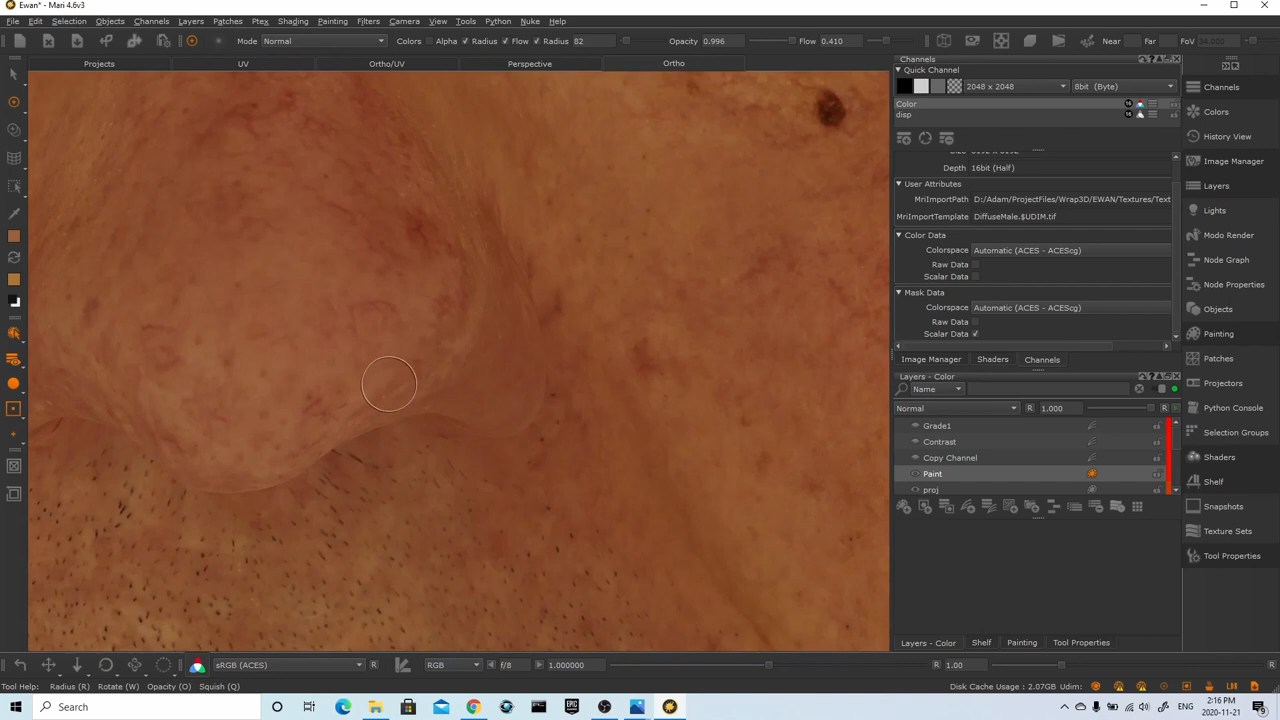 Ewan* - Mari 4.6v3
File Edit Selection Objects Channels Layers Patches Ptex Shading Painting Filters Camera View Tools Python Nuke Help
Mode Normal Colors Alpha Radius Flow Radius 82 Opacity 0.996 Flow 0.410 Near Far FoV 34.000
Projects UV Ortho/UV Perspective Ortho
Channels
Quick Channel
2048 x 2048 8bit (Byte)
Color
disp
Depth 16bit (Half)
User Attributes
MriImportPath D:/Adam/ProjectFiles/Wrap3D/EWAN/Textures/Text
MriImportTemplate DiffuseMale.$UDIM.tif
Color Data
Colorspace Automatic (ACES - ACEScg)
Raw Data
Scalar Data
Mask Data
Colorspace Automatic (ACES - ACEScg)
Raw Data
Scalar Data
Image Manager Shaders Channels
Layers - Color
Name
Normal R 1.000 R
Grade1
Contrast
Copy Channel
Paint
proj
Layers - Color Shelf Painting Tool Properties
Channels
Colors
History View
Image Manager
Layers
Lights
Modo Render
Node Graph
Node Properties
Objects
Painting
Patches
Projectors
Python Console
Selection Groups
Shaders
Shelf
Snapshots
Texture Sets
Tool Properties
sRGB (ACES) R RGB f/8 1.000000 R 1.00 R
Tool Help: Radius (R) Rotate (W) Opacity (O) Squish (Q) Disk Cache Usage : 2.07GB Udim:
Search ENG 2:16 PM
2020-11-21